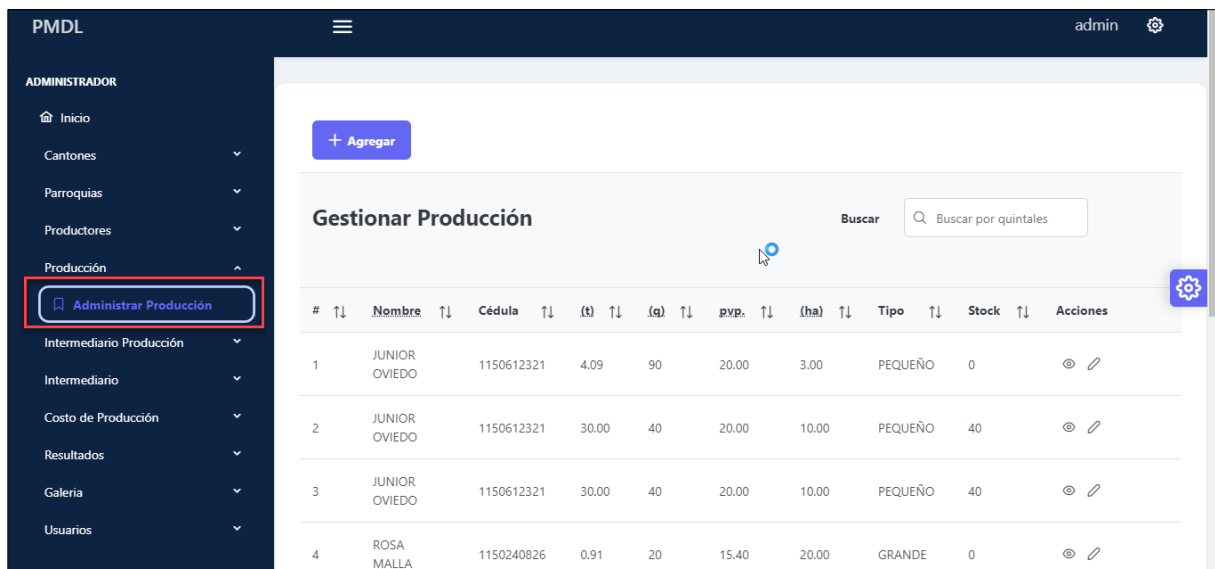 PMDL admin
ADMINISTRADOR
Inicio
Cantones
Parroquias
Productores
Producción
Administrar Producción
Intermediario Producción
Intermediario
Costo de Producción
Resultados
Galeria
Usuarios
+ Agregar
Gestionar Producción Buscar Buscar por quintales
# Nombre Cédula (t) (q) pvp. (ha) Tipo Stock Acciones
1 JUNIOR OVIEDO 1150612321 4.09 90 20.00 3.00 PEQUEÑO 0
2 JUNIOR OVIEDO 1150612321 30.00 40 20.00 10.00 PEQUEÑO 40
3 JUNIOR OVIEDO 1150612321 30.00 40 20.00 10.00 PEQUEÑO 40
4 ROSA MALLA 1150240826 0.91 20 15.40 20.00 GRANDE 0